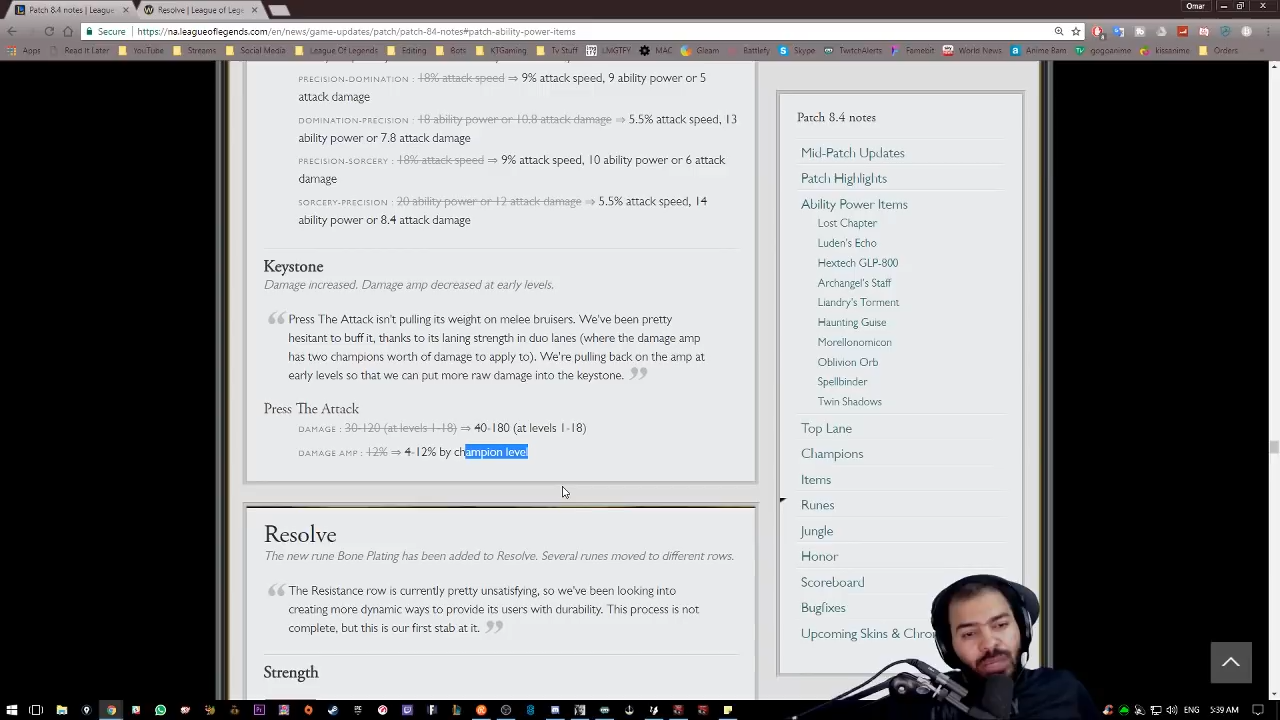 Patch 8.4 notes | League
Resolve | League of Lege
Omar
Secure
https://na.leagueoflegends.com/en/news/game-updates/patch/patch-84-notes#patch-ability-power-items
Apps
Read It Later
YouTube
Streams
Social Media
League Of Legends
Editing
Bots
KTGaming
Tv Stuff
LMGTFY
MAC
Gleam
Battlefy
Skype
TwitchAlerts
Famebit
World News
Anime Bam
gogoanime
kissanime
Orders
PRECISION-DOMINATION : 18% attack speed ⇒ 9% attack speed, 9 ability power or 5
attack damage
DOMINATION-PRECISION : 18 ability power or 10.8 attack damage ⇒ 5.5% attack speed, 13
ability power or 7.8 attack damage
PRECISION-SORCERY : 18% attack speed ⇒ 9% attack speed, 10 ability power or 6 attack
damage
SORCERY-PRECISION : 20 ability power or 12 attack damage ⇒ 5.5% attack speed, 14
ability power or 8.4 attack damage
Keystone
Damage increased. Damage amp decreased at early levels.
Press The Attack isn't pulling its weight on melee bruisers. We've been pretty
hesitant to buff it, thanks to its laning strength in duo lanes (where the damage amp
has two champions worth of damage to apply to). We're pulling back on the amp at
early levels so that we can put more raw damage into the keystone.
Press The Attack
DAMAGE : 30-120 (at levels 1-18) ⇒ 40-180 (at levels 1-18)
DAMAGE AMP : 12% ⇒ 4-12% by champion level
Resolve
The new rune Bone Plating has been added to Resolve. Several runes moved to different rows.
The Resistance row is currently pretty unsatisfying, so we've been looking into
creating more dynamic ways to provide its users with durability. This process is not
complete, but this is our first stab at it.
Strength
Patch 8.4 notes
Mid-Patch Updates
Patch Highlights
Ability Power Items
Lost Chapter
Luden's Echo
Hextech GLP-800
Archangel's Staff
Liandry's Torment
Haunting Guise
Morellonomicon
Oblivion Orb
Spellbinder
Twin Shadows
Top Lane
Champions
Items
Runes
Jungle
Honor
Scoreboard
Bugfixes
Upcoming Skins & Chro
5:39 AM